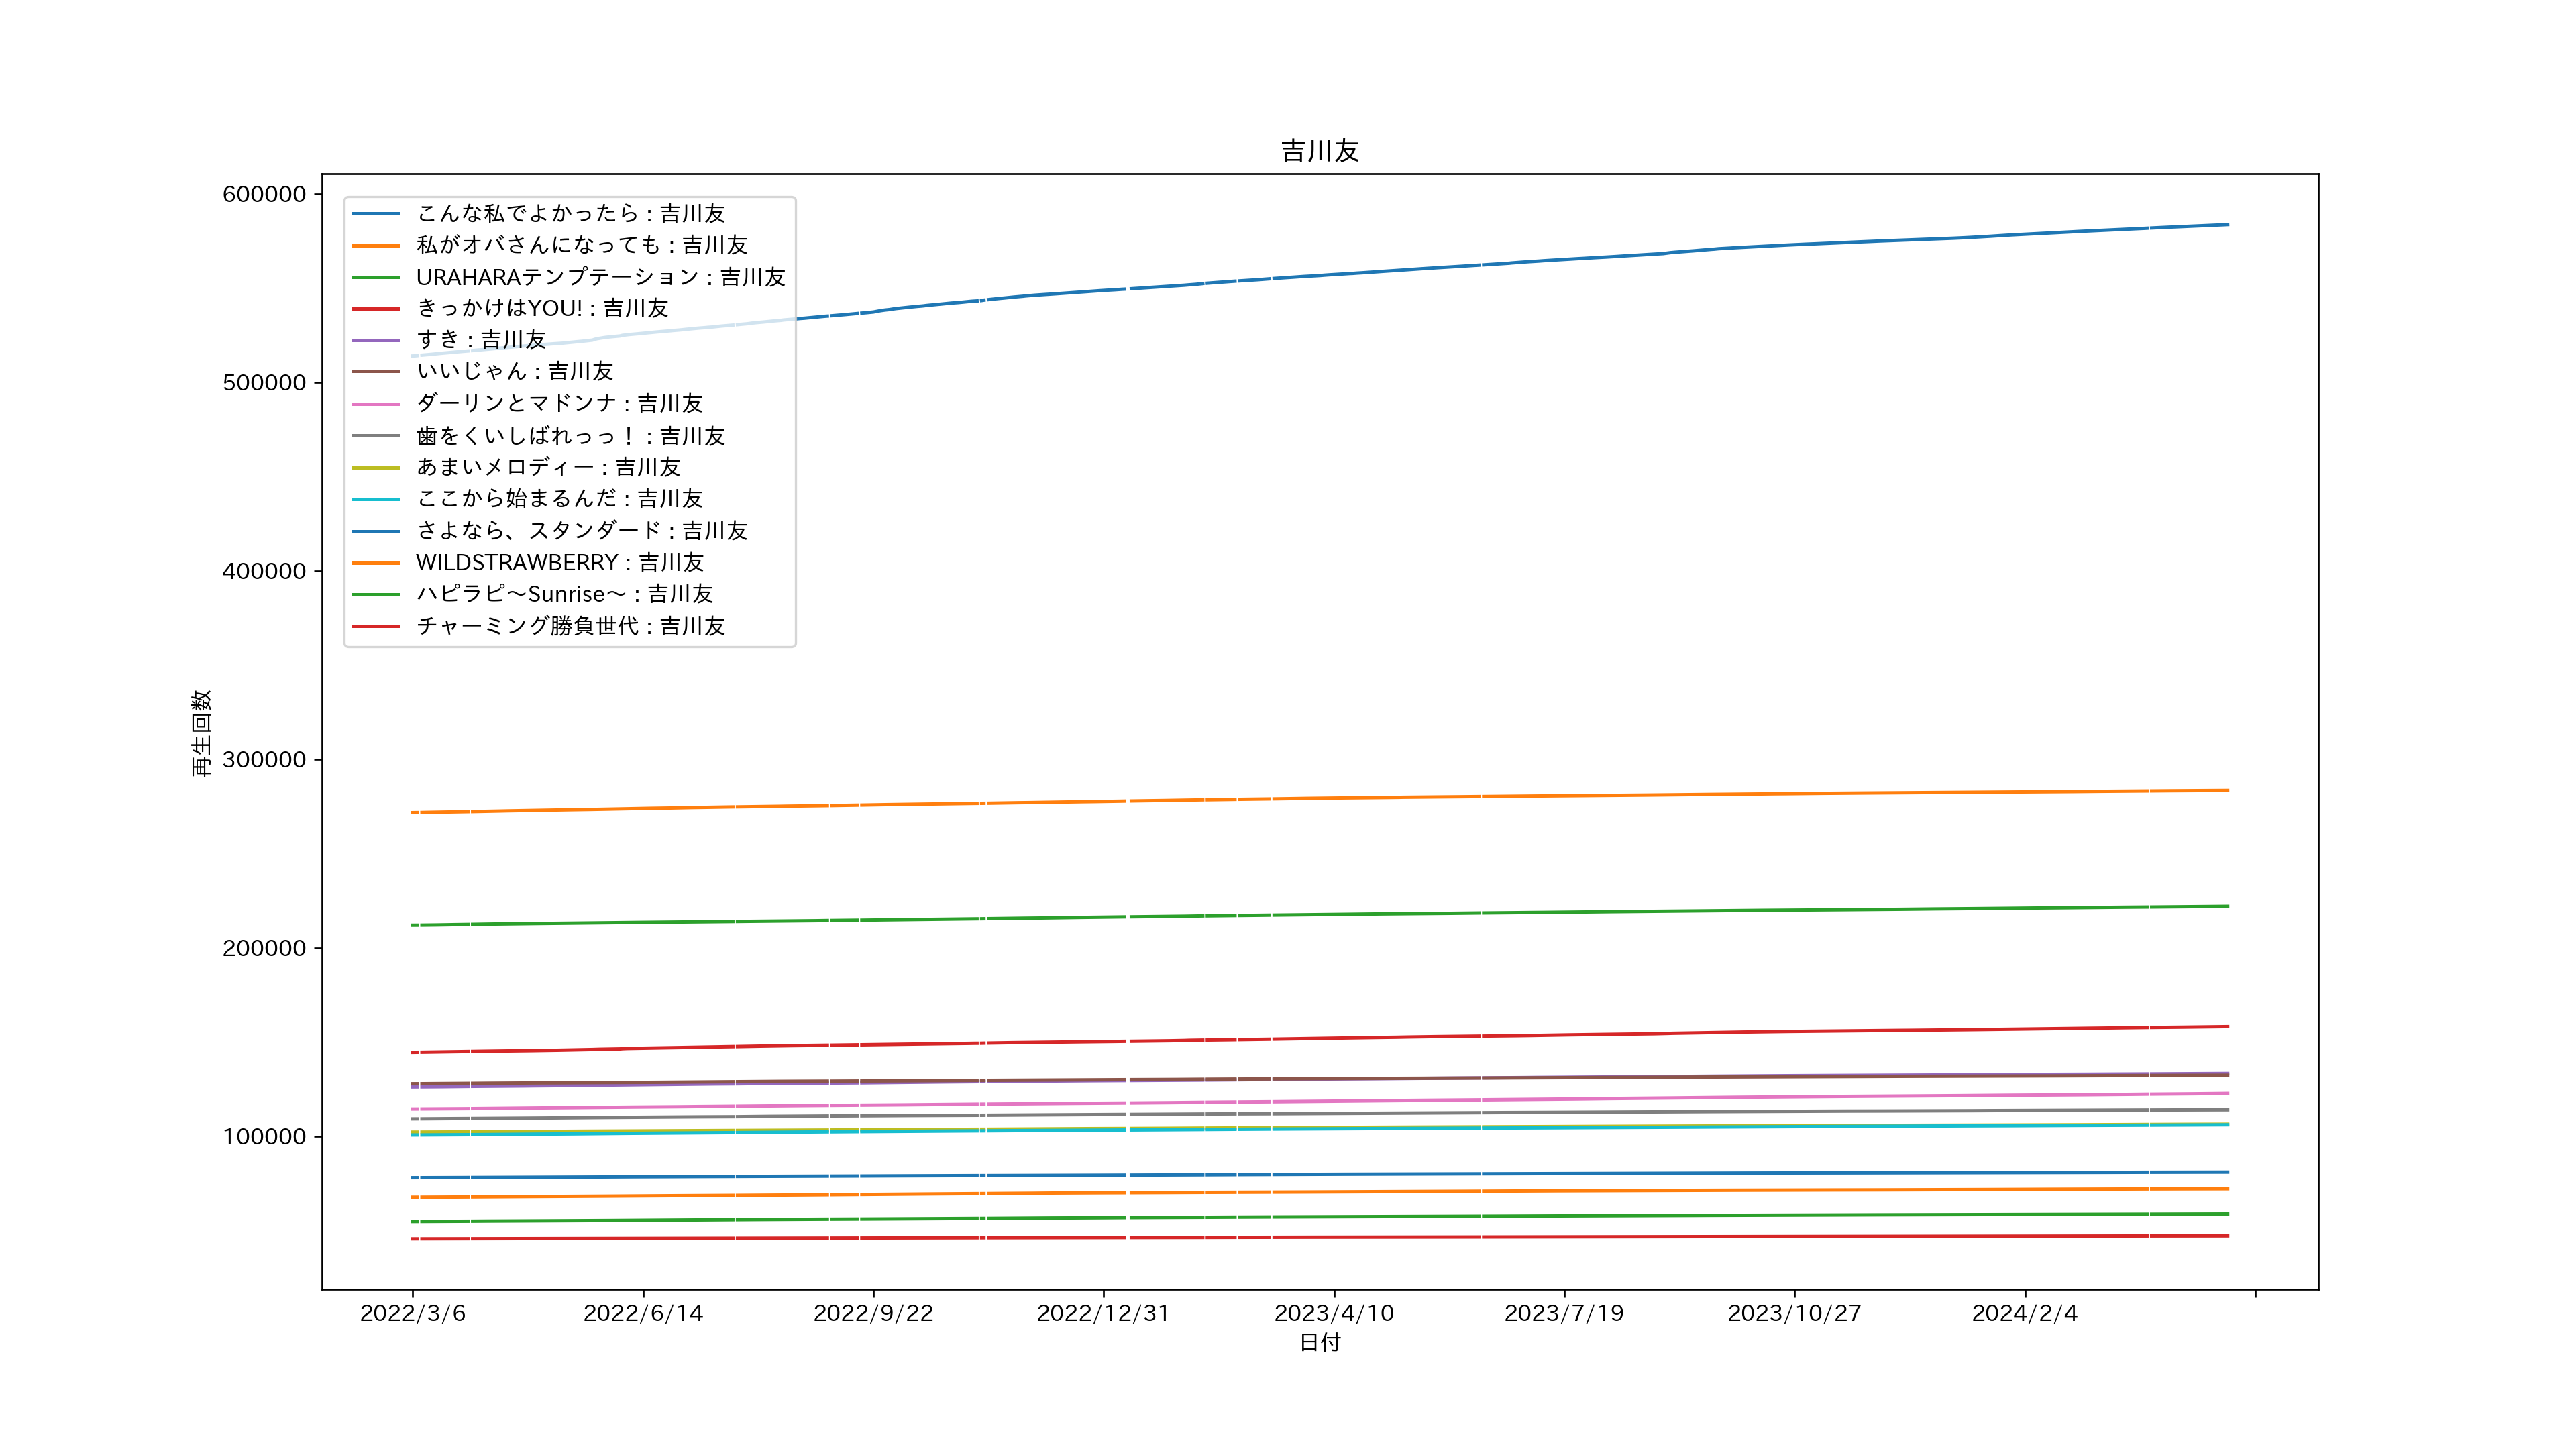 吉川友
600000
500000
400000
300000
200000
100000
再生回数
こんな私でよかったら : 吉川友
私がオバさんになっても : 吉川友
URAHARAテンプテーション : 吉川友
きっかけはYOU! : 吉川友
すき : 吉川友
いいじゃん : 吉川友
ダーリンとマドンナ : 吉川友
歯をくいしばれっっ！ : 吉川友
あまいメロディー : 吉川友
ここから始まるんだ : 吉川友
さよなら、スタンダード : 吉川友
WILDSTRAWBERRY : 吉川友
ハピラピ〜Sunrise〜 : 吉川友
チャーミング勝負世代 : 吉川友
2022/3/6 2022/6/14 2022/9/22 2022/12/31 2023/4/10 2023/7/19 2023/10/27 2024/2/4
日付